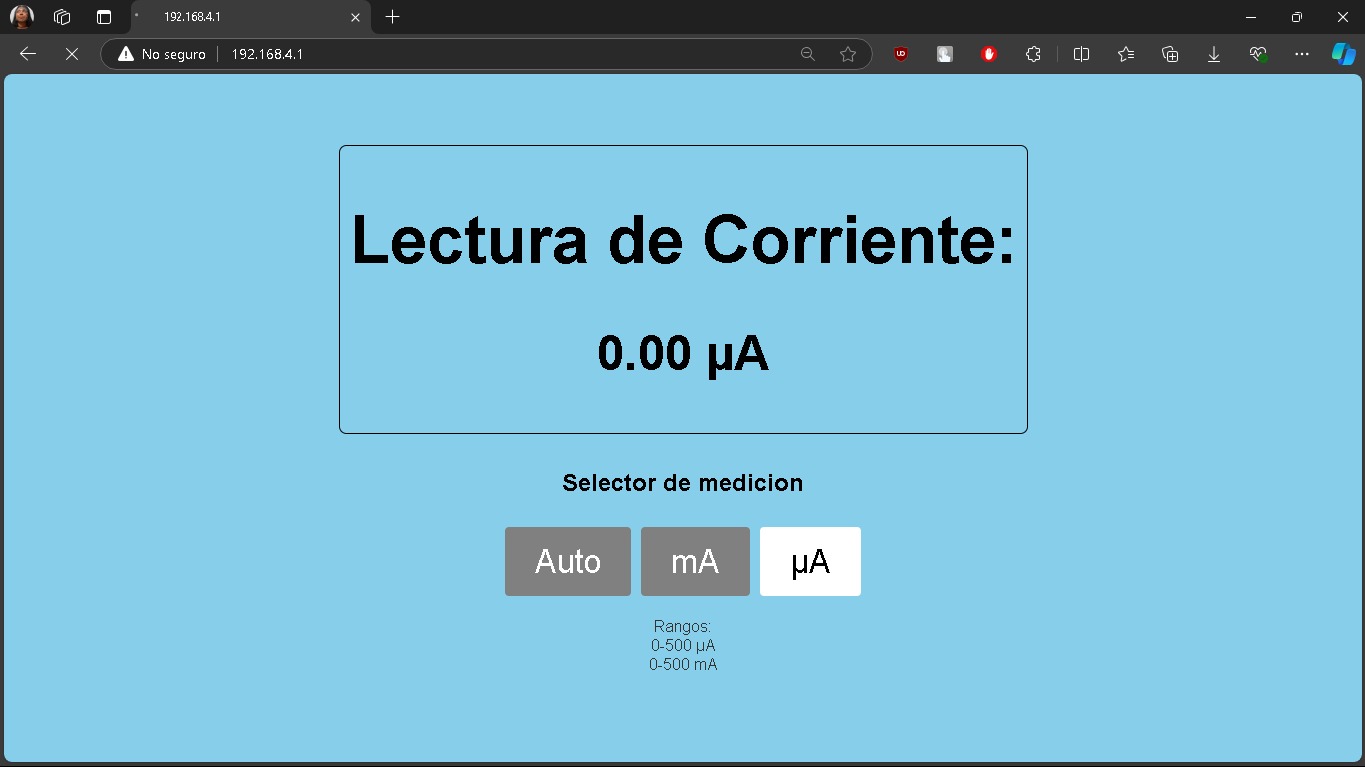 192.168.4.1
No seguro 192.168.4.1
Lectura de Corriente:
0.00 µA
Selector de medicion
Auto mA µA
Rangos:
0-500 µA
0-500 mA